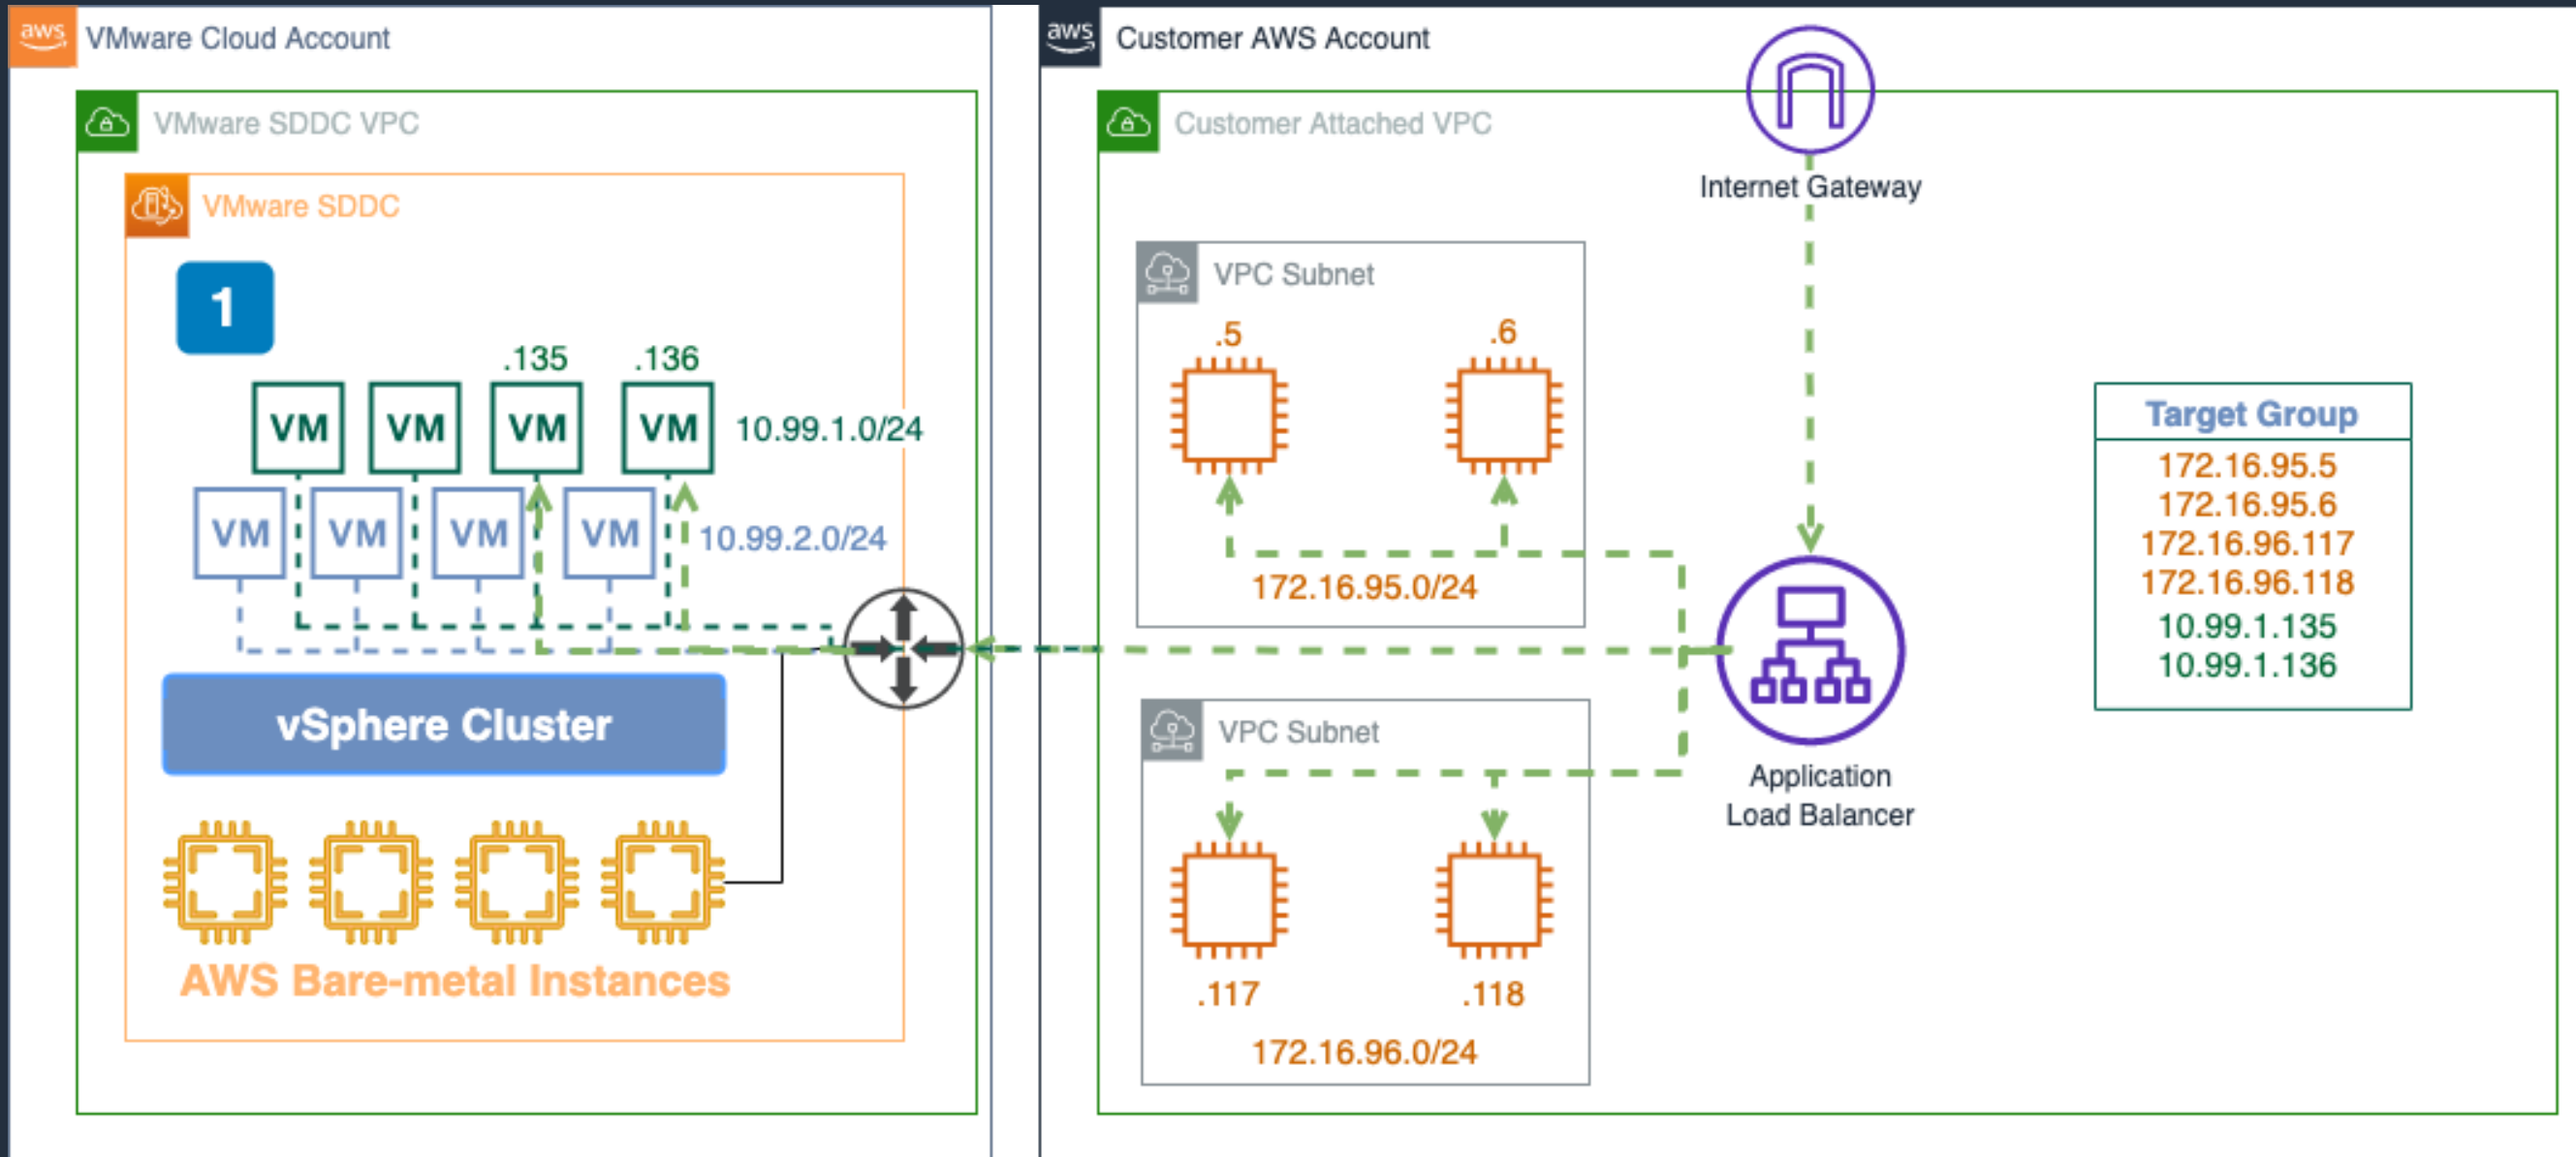 aws
VMware Cloud Account
VMware SDDC VPC
VMware SDDC
1
.135
.136
VM
VM
VM
VM
10.99.1.0/24
VM
VM
VM
VM
10.99.2.0/24
vSphere Cluster
AWS Bare-metal Instances
aws
Customer AWS Account
Customer Attached VPC
Internet Gateway
VPC Subnet
.5
.6
172.16.95.0/24
VPC Subnet
.117
.118
172.16.96.0/24
Application
Load Balancer
Target Group
172.16.95.5
172.16.95.6
172.16.96.117
172.16.96.118
10.99.1.135
10.99.1.136